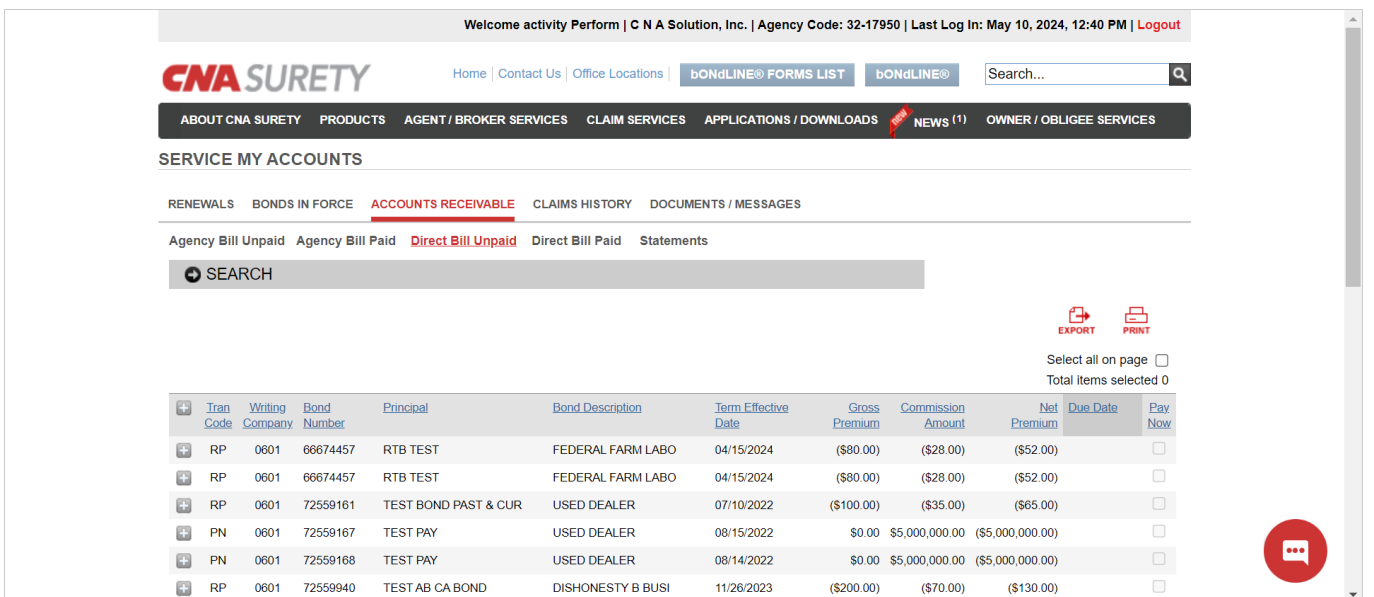 Welcome activity Perform | C N A Solution, Inc. | Agency Code: 32-17950 | Last Log In: May 10, 2024, 12:40 PM | Logout
CNA SURETY
Home | Contact Us | Office Locations | bONdLINE® FORMS LIST bONdLINE® Search...
ABOUT CNA SURETY PRODUCTS AGENT / BROKER SERVICES CLAIM SERVICES APPLICATIONS / DOWNLOADS new NEWS (1) OWNER / OBLIGEE SERVICES
SERVICE MY ACCOUNTS
RENEWALS BONDS IN FORCE ACCOUNTS RECEIVABLE CLAIMS HISTORY DOCUMENTS / MESSAGES
Agency Bill Unpaid Agency Bill Paid Direct Bill Unpaid Direct Bill Paid Statements
SEARCH
EXPORT PRINT
Select all on page
Total items selected 0
Tran Writing Bond Principal Bond Description Term Effective Gross Commission Net Due Date Pay
Code Company Number Date Premium Amount Premium Now
RP 0601 66674457 RTB TEST FEDERAL FARM LABO 04/15/2024 ($80.00) ($28.00) ($52.00)
RP 0601 66674457 RTB TEST FEDERAL FARM LABO 04/15/2024 ($80.00) ($28.00) ($52.00)
RP 0601 72559161 TEST BOND PAST & CUR USED DEALER 07/10/2022 ($100.00) ($35.00) ($65.00)
PN 0601 72559167 TEST PAY USED DEALER 08/15/2022 $0.00 $5,000,000.00 ($5,000,000.00)
PN 0601 72559168 TEST PAY USED DEALER 08/14/2022 $0.00 $5,000,000.00 ($5,000,000.00)
RP 0601 72559940 TEST AB CA BOND DISHONESTY B BUSI 11/26/2023 ($200.00) ($70.00) ($130.00)